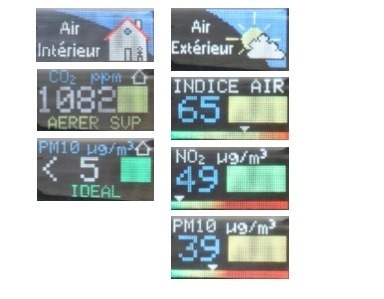 Air
Intérieur
CO₂ ppm
1082
AERER SVP
PM10 µg/m³
< 5
IDEAL
Air
Extérieur
INDICE AIR
65
NO₂ µg/m³
49
PM10 µg/m³
39